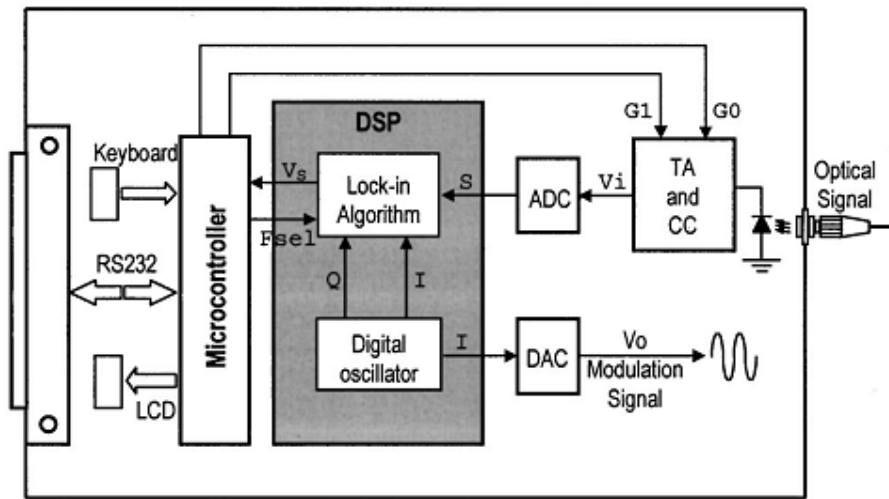 DSP
G1
G0
Keyboard
Vs
Lock-in
Algorithm
S
ADC
Vi
TA
and
CC
Optical
Signal
Fsel
RS232
Microcontroller
Q
I
Digital
oscillator
I
DAC
Vo
Modulation
Signal
LCD